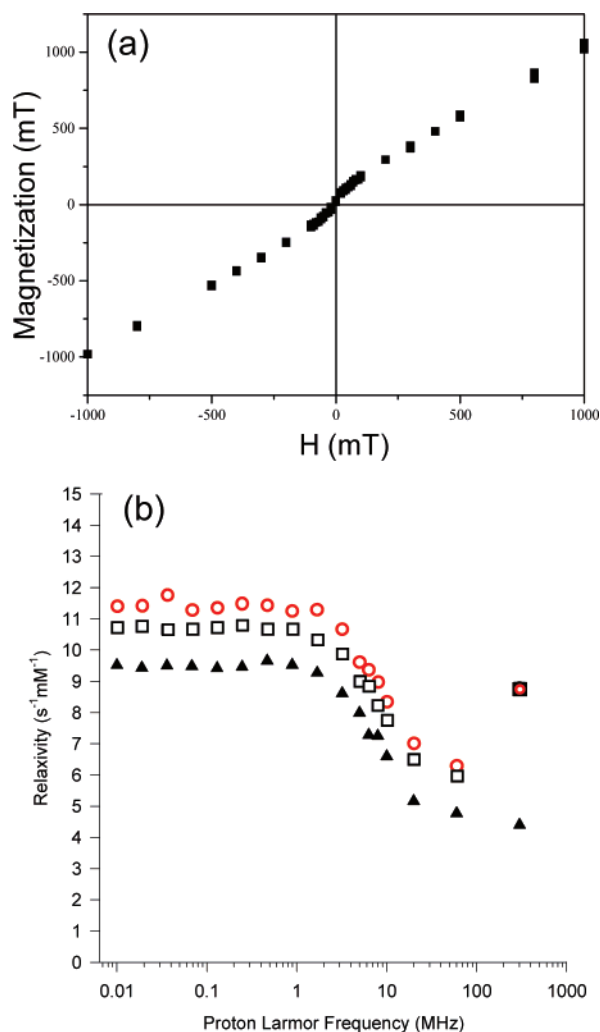 (a)
Magnetization (mT)
1000
500
0
-500
-1000
-1000 -500 0 500 1000
H (mT)
(b)
Relaxivity (s⁻¹mM⁻¹)
15
14
13
12
11
10
9
8
7
6
5
4
3
2
1
0
0.01 0.1 1 10 100 1000
Proton Larmor Frequency (MHz)